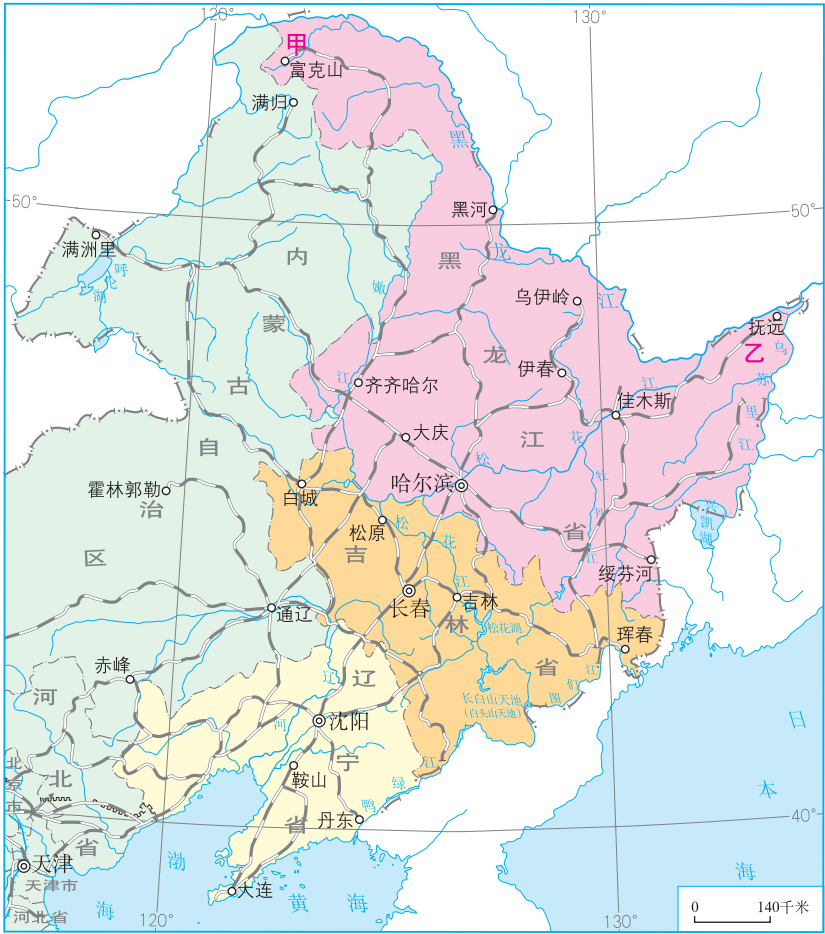 120°
130°
甲
富克山
满归
黑
50°
黑河
50°
满洲里
呼
伦
湖
内
嫩
黑
龙
江
乌伊岭
蒙
抚远
乙
乌
苏
里
江
古
江
齐齐哈尔
龙
伊春
江
佳木斯
自
大庆
江
花
松
牡
丹
江
哈尔滨
霍林郭勒
治
白城
兴
凯
湖
区
松原
松
花
江
吉
省
绥芬河
长春
吉林
通辽
林
松花湖
珲春
赤峰
辽
河
辽
省
江
们
图
长白山天池
(白头山天池)
河
沈阳
日
本
海
北
京
市
北
鞍山
宁
江
绿
鸭
省
丹东
40°
省
天津
天津市
渤
海
大连
黄
海
河北省
120°
130°
0
140千米